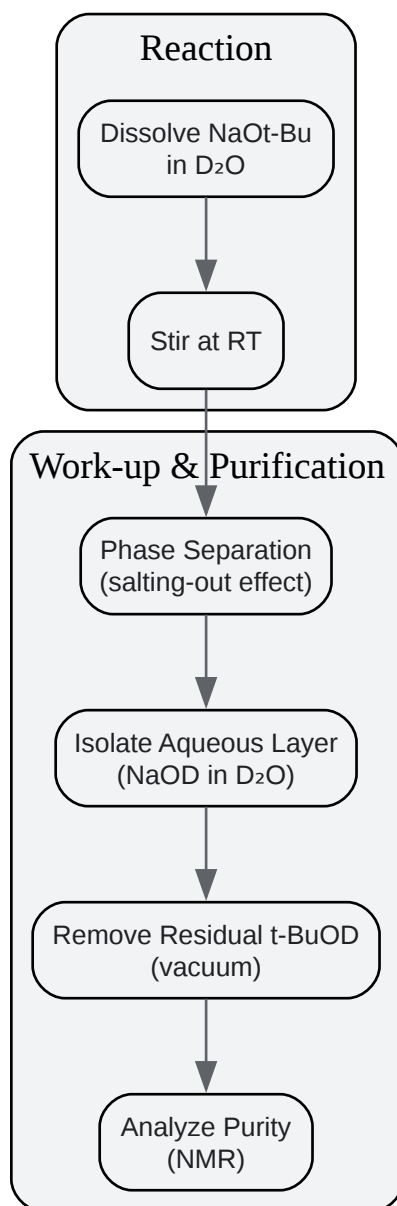 Reaction
Dissolve NaOt-Bu
in D₂O
Stir at RT
Work-up & Purification
Phase Separation
(salting-out effect)
Isolate Aqueous Layer
(NaOD in D₂O)
Remove Residual t-BuOD
(vacuum)
Analyze Purity
(NMR)